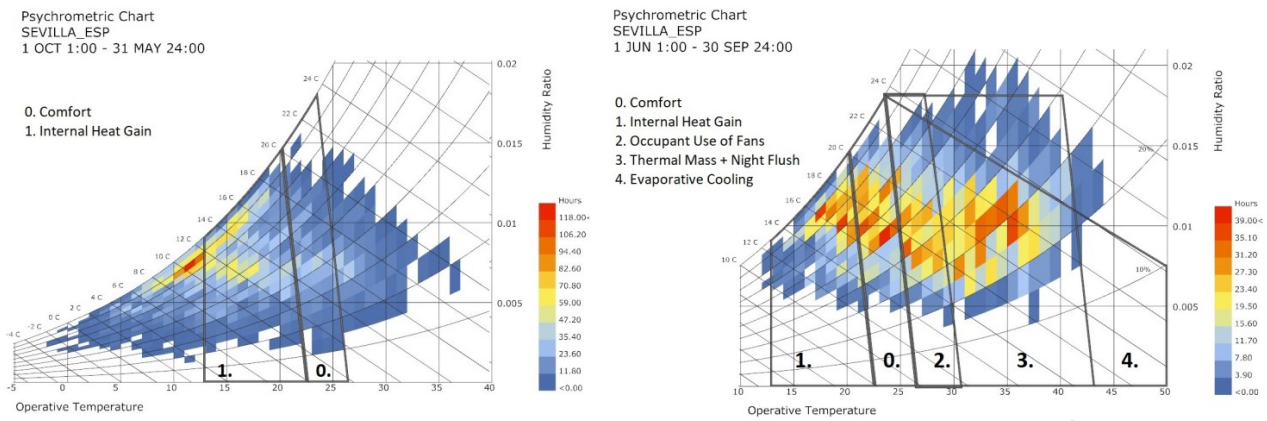 Psychrometric Chart
SEVILLA_ESP
1 OCT 1:00 - 31 MAY 24:00
0. Comfort
1. Internal Heat Gain
24 C
22 C
20 C
18 C
16 C
14 C
12 C
10 C
8 C
6 C
4 C
2 C
0 C
-2 C
-4 C
0.02
0.015
0.01
0.005
Humidity Ratio
Hours
118.00<
106.20
94.40
82.60
70.80
59.00
47.20
35.40
23.60
11.80
<0.00
1.
0.
-5 0 5 10 15 20 25 30 35 40
Operative Temperature
Psychrometric Chart
SEVILLA_ESP
1 JUN 1:00 - 30 SEP 24:00
0. Comfort
1. Internal Heat Gain
2. Occupant Use of Fans
3. Thermal Mass + Night Flush
4. Evaporative Cooling
24 C
22 C
20 C
18 C
16 C
14 C
12 C
10 C
20%
10%
0.02
0.015
0.01
0.005
Humidity Ratio
Hours
39.00<
35.10
31.20
27.30
23.40
19.50
15.60
11.70
7.80
3.90
<0.00
1.
0.
2.
3.
4.
10 15 20 25 30 35 40 45 50
Operative Temperature